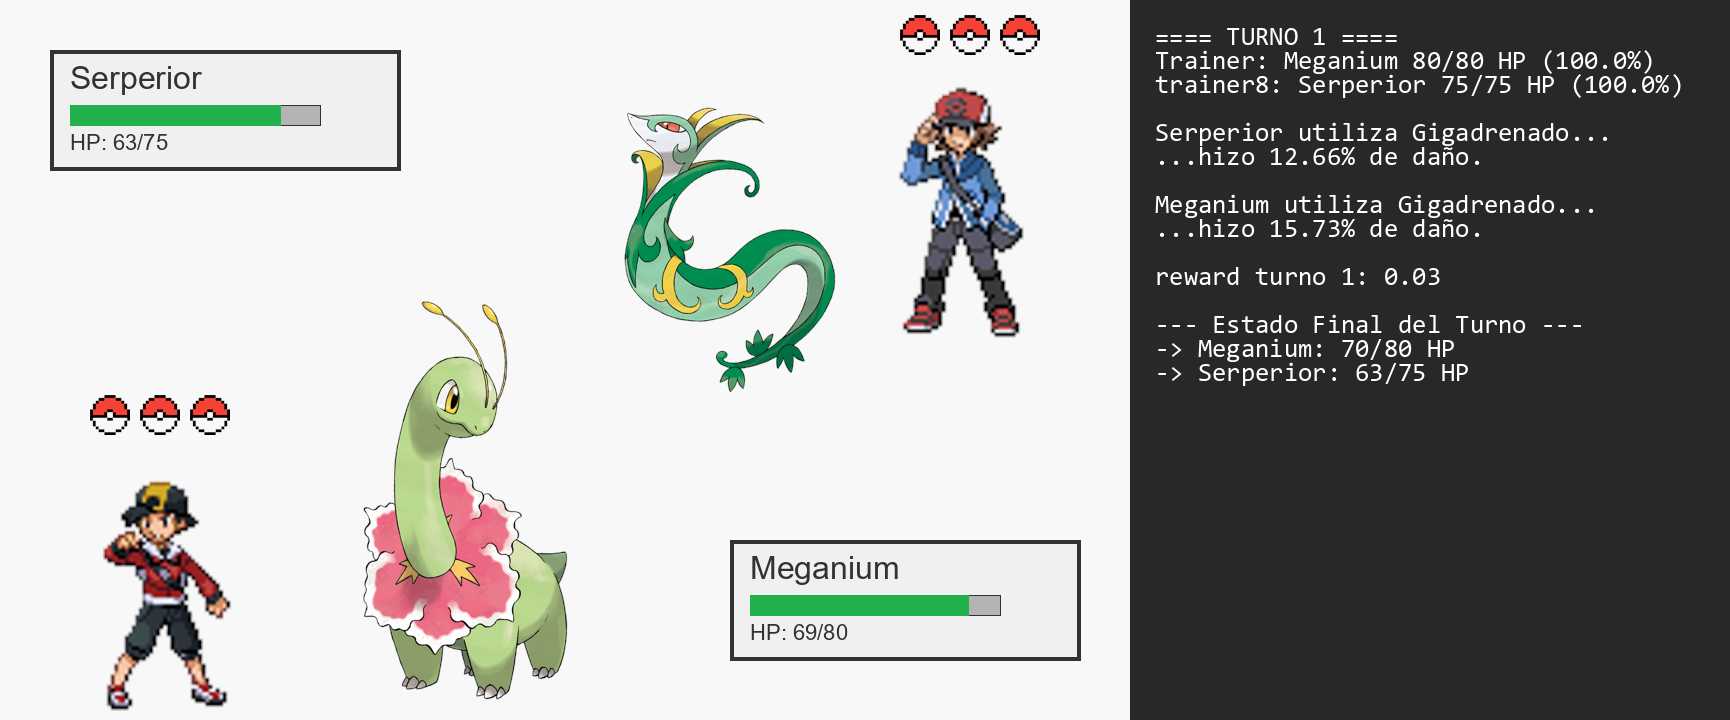 Serperior
HP: 63/75
Meganium
HP: 69/80
==== TURNO 1 ====
Trainer: Meganium 80/80 HP (100.0%)
trainer8: Serperior 75/75 HP (100.0%)
Serperior utiliza Gigadrenado...
...hizo 12.66% de daño.
Meganium utiliza Gigadrenado...
...hizo 15.73% de daño.
reward turno 1: 0.03
--- Estado Final del Turno ---
-> Meganium: 70/80 HP
-> Serperior: 63/75 HP